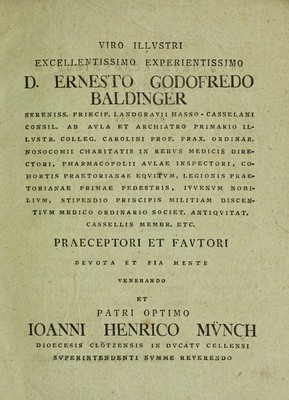 VIRO ILLVSTRI
EXCELLENTISSIMO EXPERIENTISSIMO
D. ERNESTO GODOFREDO
BALDINGER
SERENISS. PRINCIP. LANDGRAVII HASSO-CASSELANI
CONSIL. AB AVLA ET ARCHIATRO PRIMARIO IL-
LVSTR. COLLEG. CAROLINI PROF. PRAX. ORDINAR.
NOSOCOMII CHARITATIS IN REBVS MEDICIS DIRE-
CTORI, PHARMACOPOLII AVLAE INSPECTORI, CO-
HORTIS PRAETORIANAE EQVITVM, LEGIONIS PRAE-
TORIANAE PRIMAE PEDESTRIS, IVVENVM NOBI-
LIVM, STIPENDIO PRINCIPIS MILITIAM DISCEN-
TIVM MEDICO ORDINARIO SOCIET. ANTIQVITAT.
CASSELLIS MEMBR. ETC.
PRAECEPTORI ET FAVTORI
DEVOTA ET PIA MENTE
VENERANDO
ET
PATRI OPTIMO
IOANNI HENRICO MÜNCH
DIOECESIS CLÖTZENSIS IN DVCATV CELLENSI
SVPERINTENDENTI SVMME REVERENDO